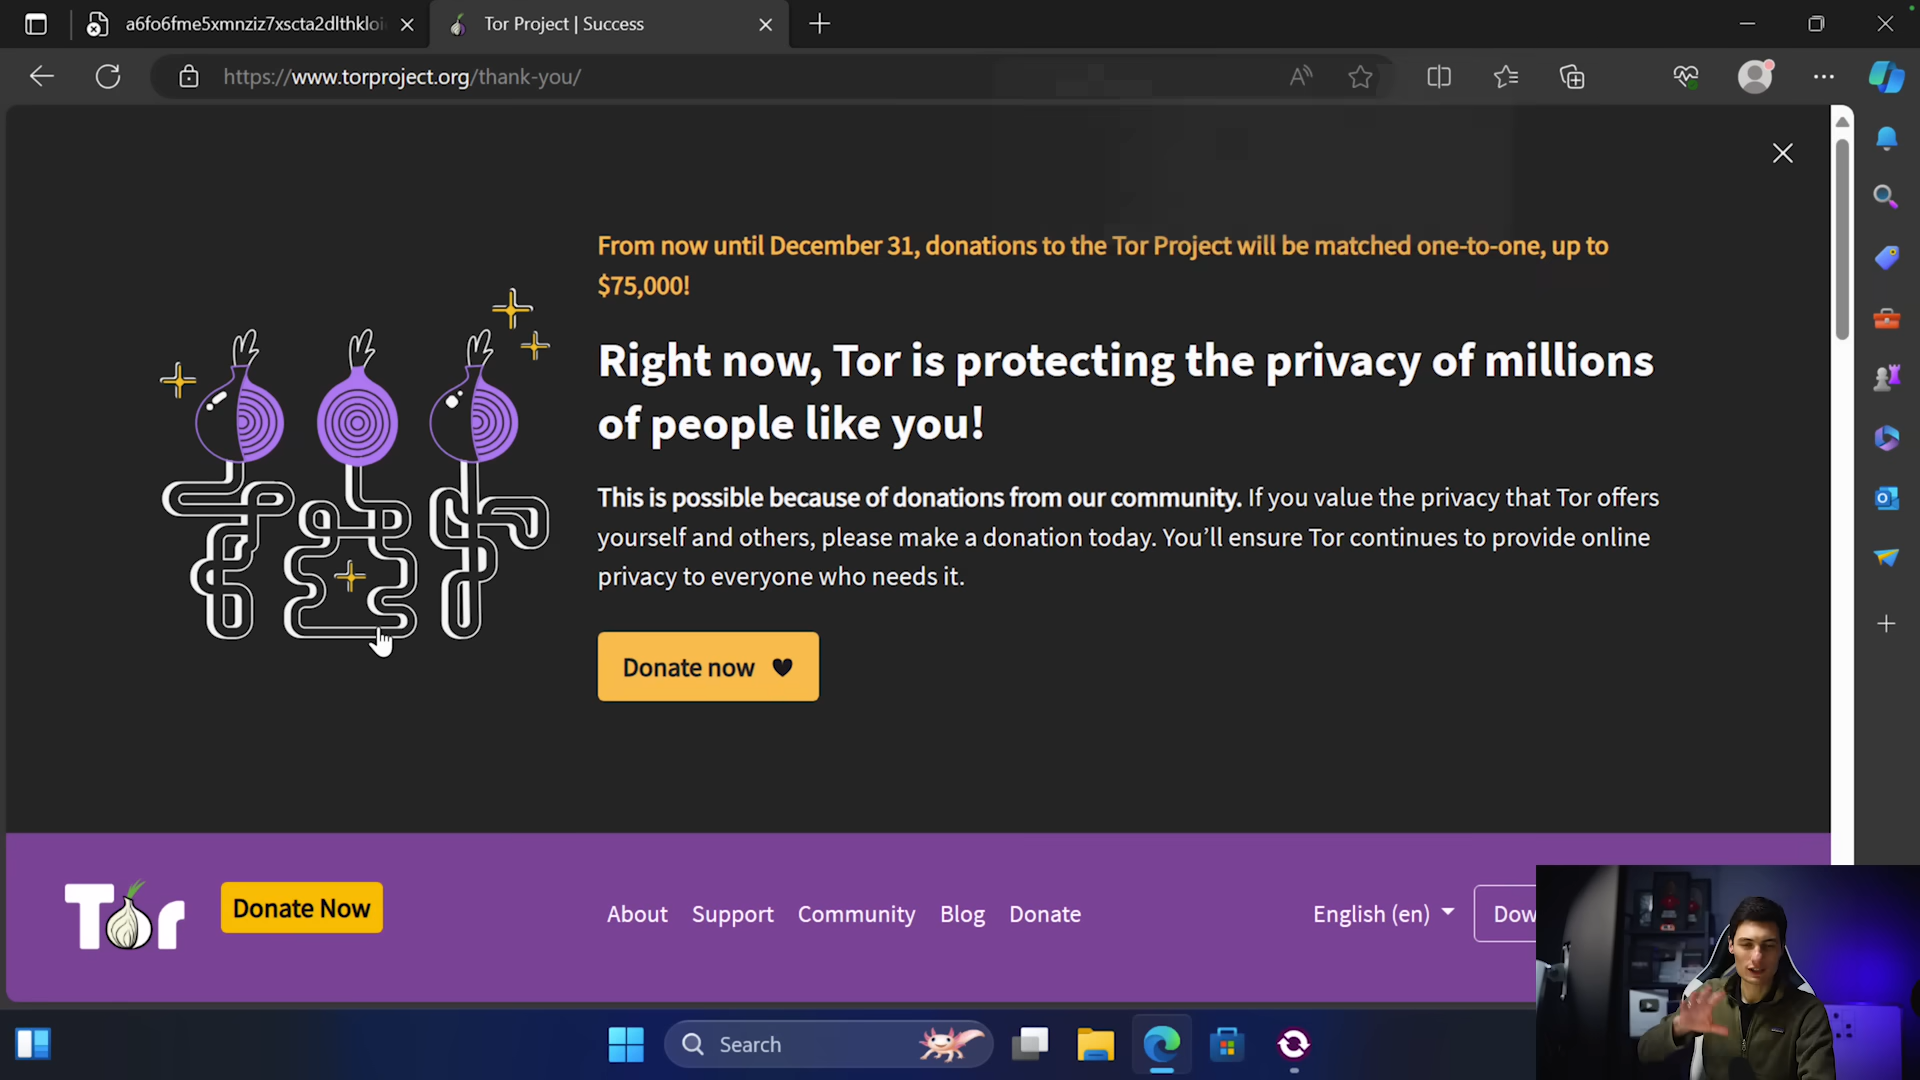 a6fo6fme5xmnziz7xscta2dlthkloi
Tor Project | Success
https://www.torproject.org/thank-you/
From now until December 31, donations to the Tor Project will be matched one-to-one, up to
$75,000!
Right now, Tor is protecting the privacy of millions
of people like you!
This is possible because of donations from our community. If you value the privacy that Tor offers
yourself and others, please make a donation today. You’ll ensure Tor continues to provide online
privacy to everyone who needs it.
Donate now
Tor
Donate Now
About
Support
Community
Blog
Donate
English (en)
Dow
Search